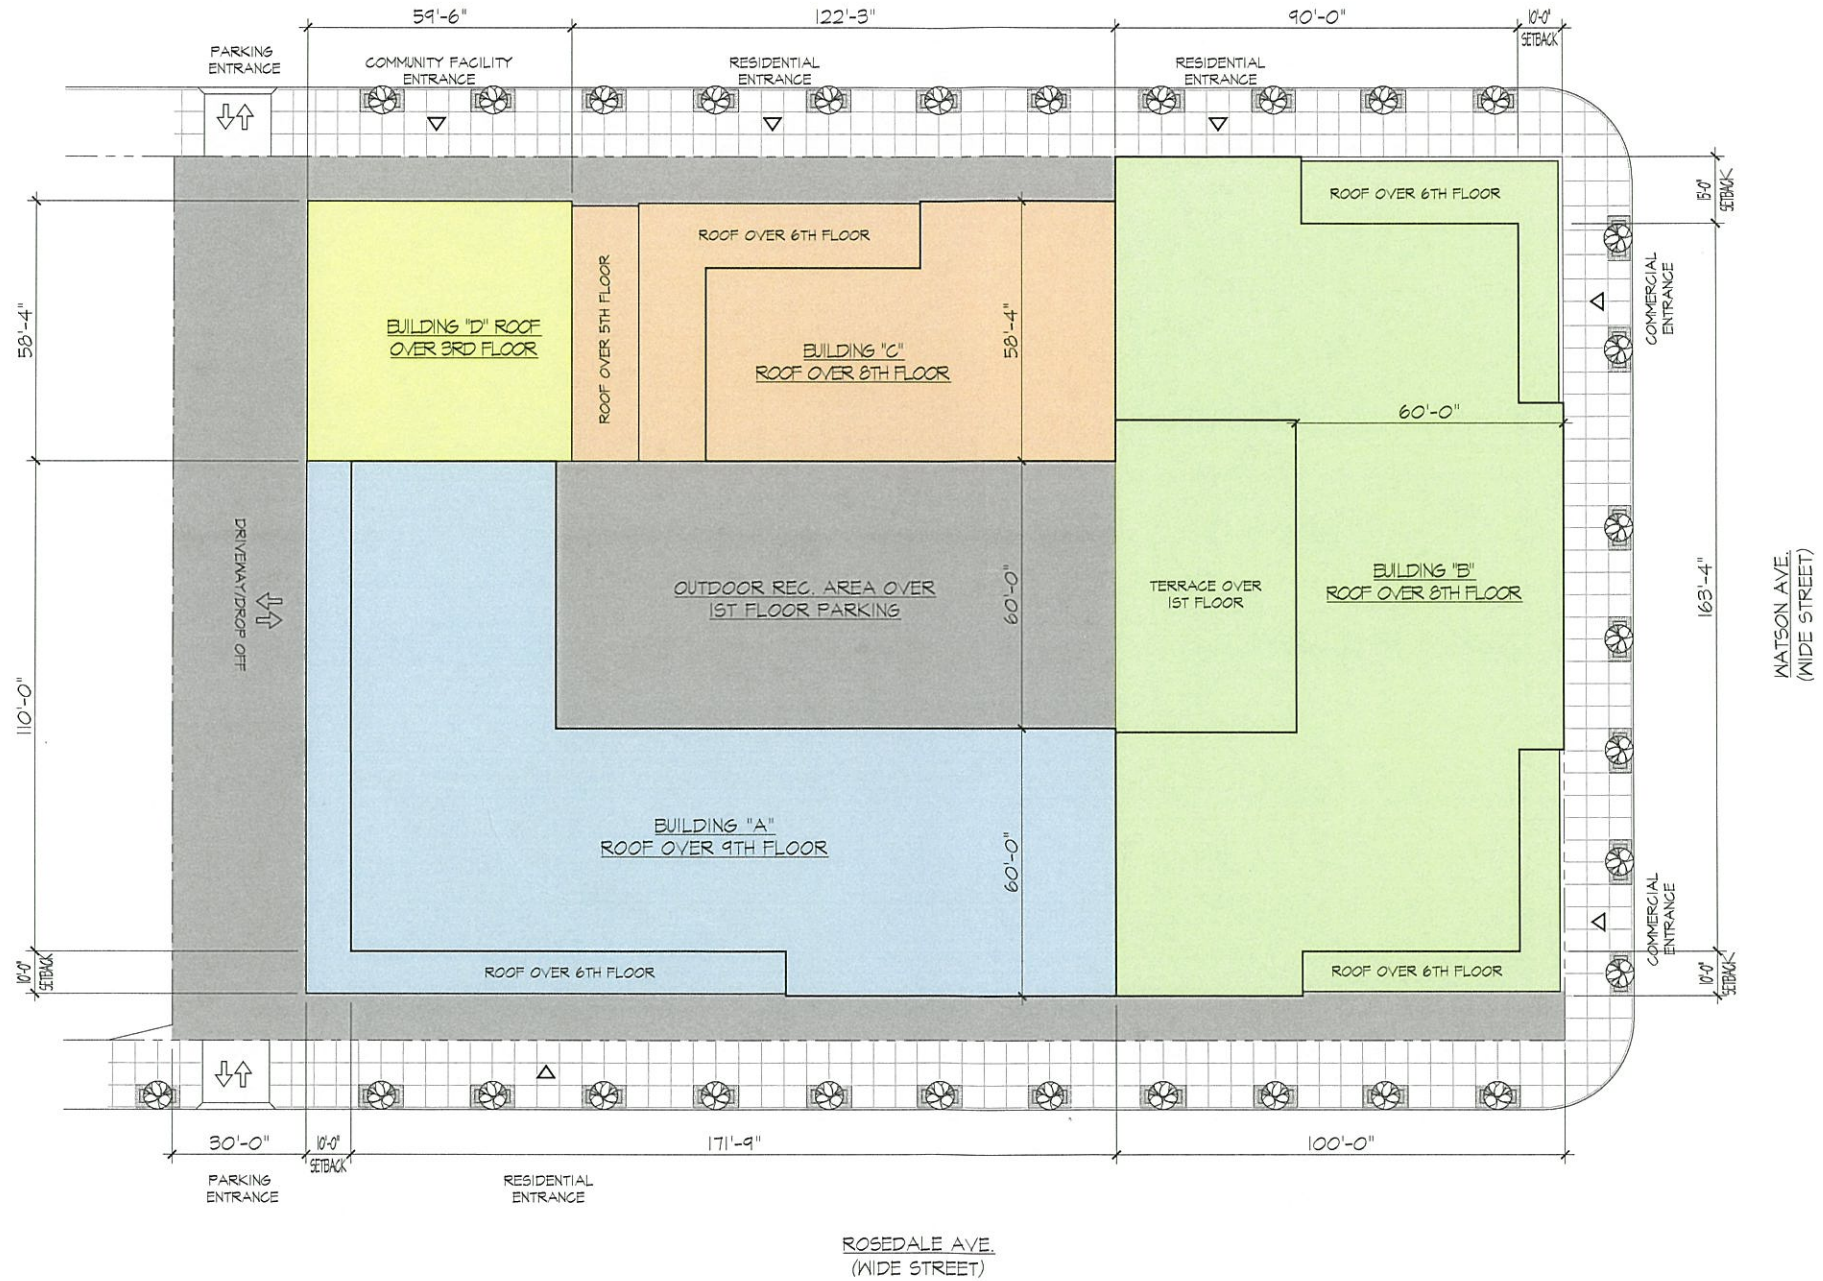 59'-6"
122'-3"
90'-0"
10'-0"
SETBACK
PARKING
ENTRANCE
COMMUNITY FACILITY
ENTRANCE
RESIDENTIAL
ENTRANCE
RESIDENTIAL
ENTRANCE
15'-0"
SETBACK
ROOF OVER 6TH FLOOR
ROOF OVER 6TH FLOOR
58'-4"
BUILDING "D" ROOF
OVER 3RD FLOOR
ROOF OVER 5TH FLOOR
BUILDING "C"
ROOF OVER 8TH FLOOR
58'-4"
COMMERCIAL
ENTRANCE
60'-0"
DRIVEWAY/DROP OFF
OUTDOOR REC. AREA OVER
1ST FLOOR PARKING
60'-0"
TERRACE OVER
1ST FLOOR
BUILDING "B"
ROOF OVER 8TH FLOOR
163'-4"
WATSON AVE.
(WIDE STREET)
110'-0"
BUILDING "A"
ROOF OVER 9TH FLOOR
60'-0"
COMMERCIAL
ENTRANCE
10'-0"
SETBACK
ROOF OVER 6TH FLOOR
ROOF OVER 6TH FLOOR
10'-0"
SETBACK
30'-0"
10'-0"
SETBACK
171'-9"
100'-0"
PARKING
ENTRANCE
RESIDENTIAL
ENTRANCE
ROSEDALE AVE.
(WIDE STREET)